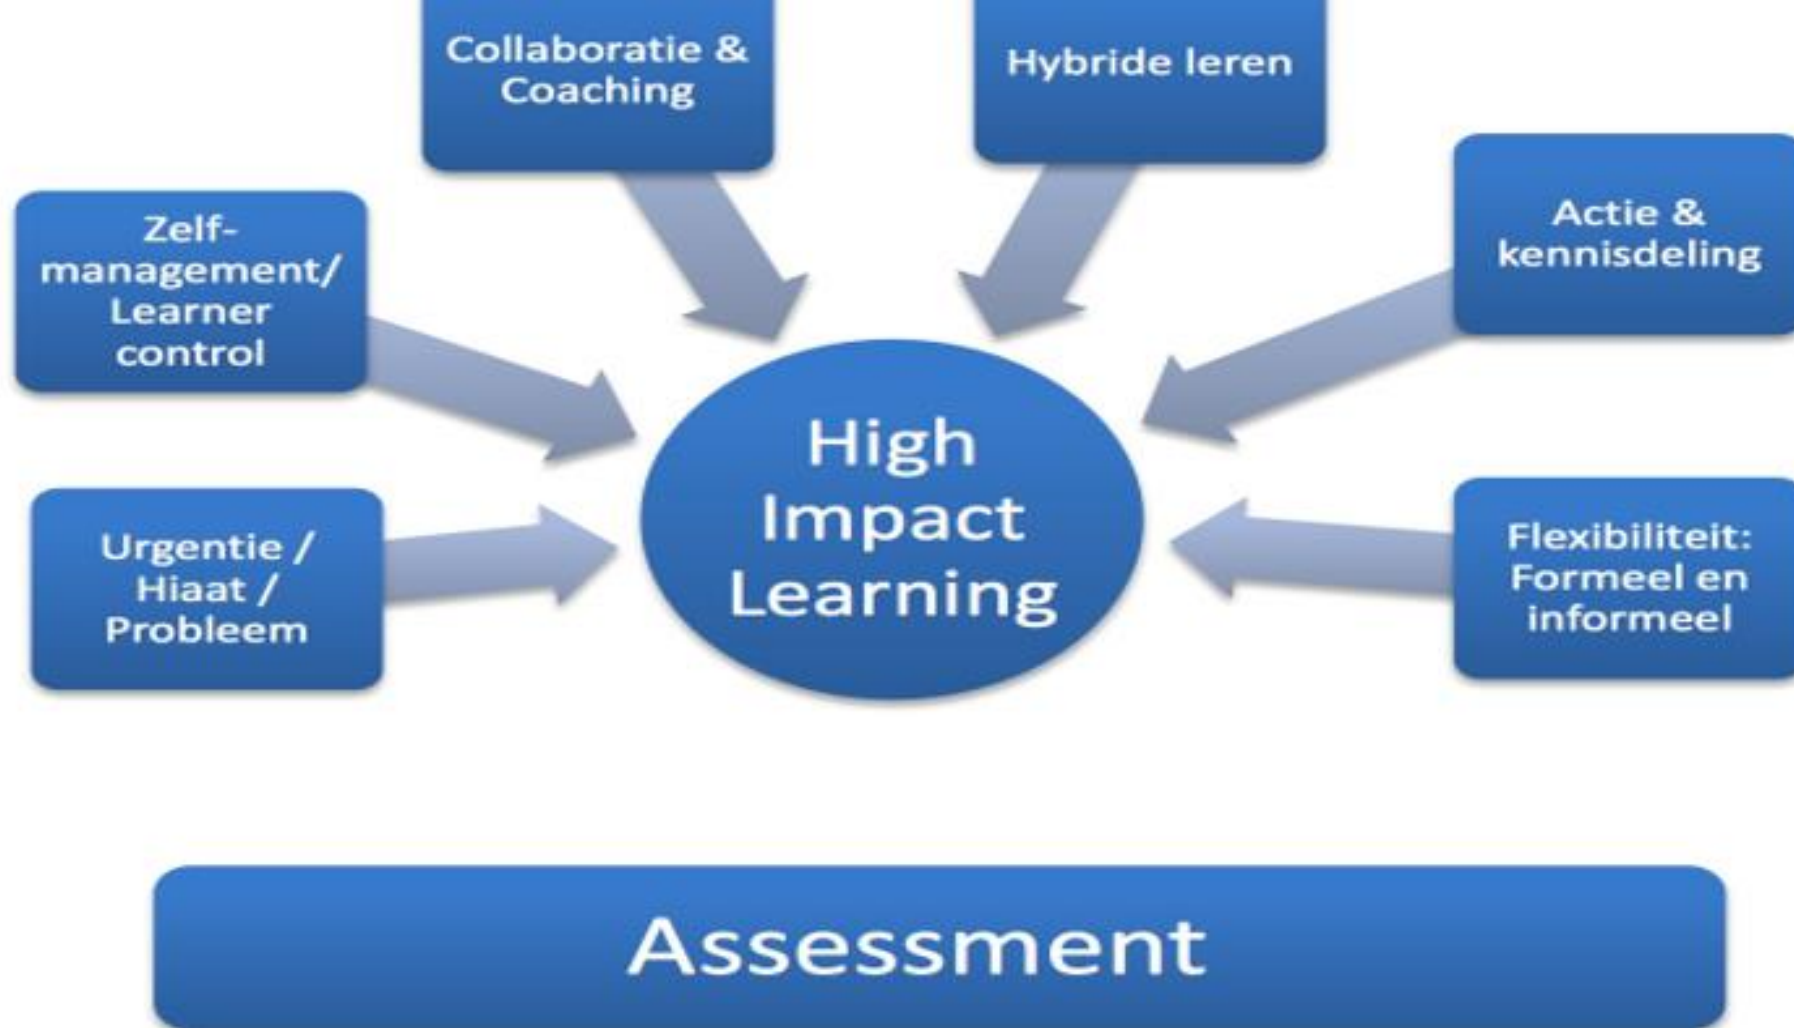 Collaboratie &
Coaching
Hybride leren
Zelf-
management/
Learner
control
Actie &
kennisdeling
High
Impact
Learning
Urgentie /
Hiaat /
Probleem
Flexibiliteit:
Formeel en
informeel
Assessment